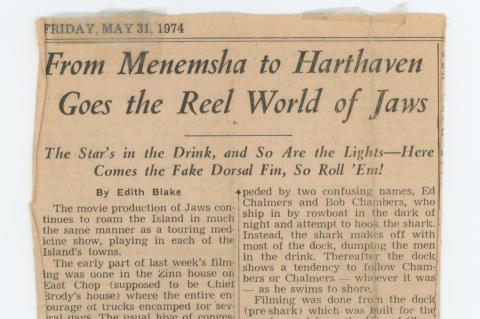 FRIDAY, MAY 31, 1974
From Menemsha to Harthaven
Goes the Reel World of Jaws
The Star's in the Drink, and So Are the Lights—Here
Comes the Fake Dorsal Fin, So Roll 'Em!
By Edith Blake
The movie production of Jaws con-
tinues to roam the Island in much
the same manner as a touring med-
icine show, playing in each of the
Island's towns.
The early part of last week's film-
ing was done in the Zinn house on
East Chop (supposed to be Chief
Brody's house) where the entire en-
tourage of trucks encamped for sev-
eral days. The usual hive of conges-
peded by two confusing names, Ed
Chalmers and Bob Chambers, who
ship in by rowboat in the dark of
night and attempt to hook the shark.
Instead, the shark makes off with
most of the dock, dumping the men
in the drink. Thereafter the dock
shows a tendency to follow Cham-
bers or Chalmers — whoever it was
— as he swims to shore.
Filming was done from the dock
(pre-shark) which was built for the